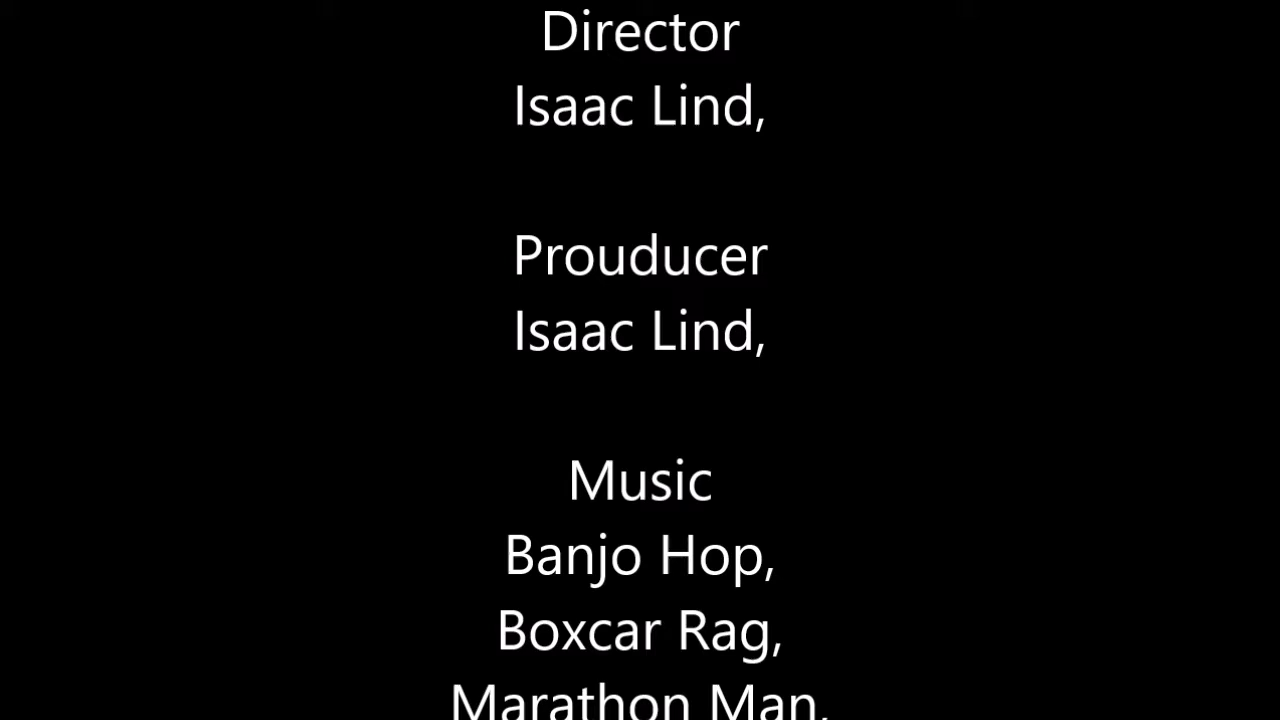 Director
Isaac Lind,
Prouducer
Isaac Lind,
Music
Banjo Hop,
Boxcar Rag,
Marathon Man,